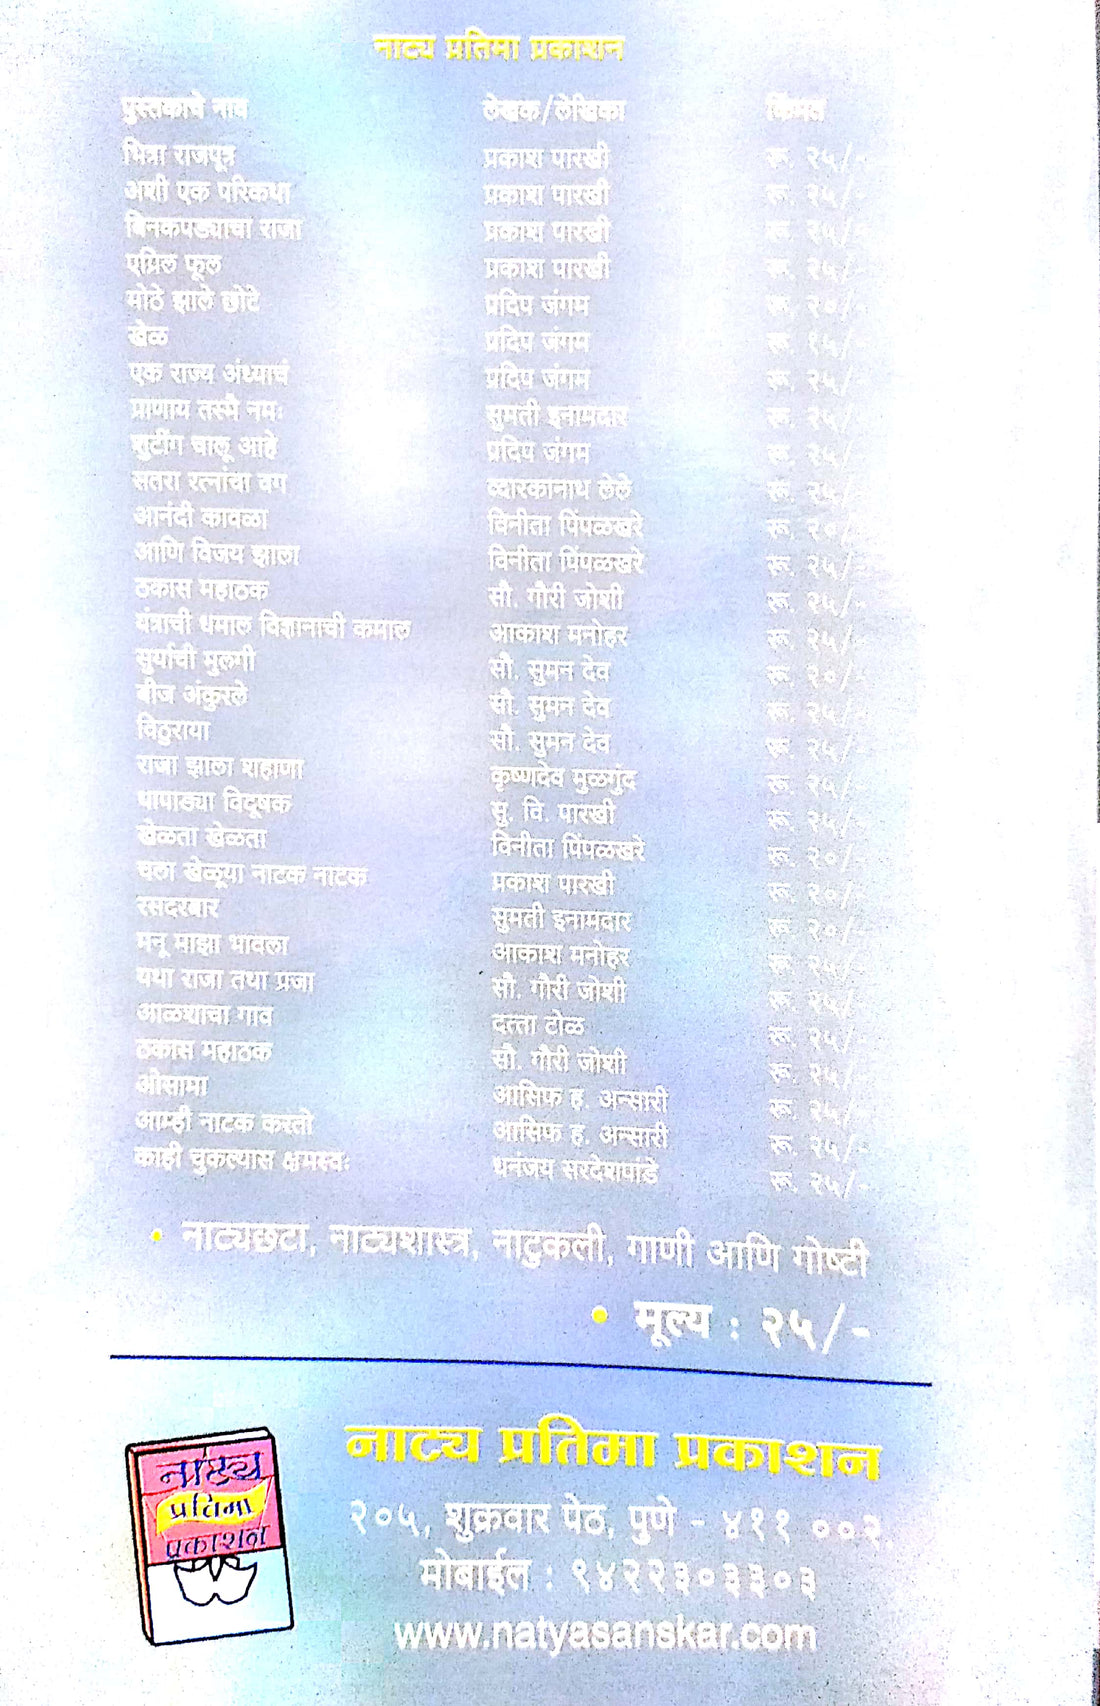 नाट्य प्रतिमा प्रकाशन
पुस्तकाचे नाव लेखक/लेखिका किंमत
भित्रा राजपूत्र प्रकाश पारखी रू. २५/-
अशी एक परिकथा प्रकाश पारखी रू. २५/-
बिनकपड्याचा राजा प्रकाश पारखी रू. २५/-
एप्रिल फूल प्रकाश पारखी रू. २५/-
मोठे झाले छोटे प्रदिप जंगम रू. २०/-
खेळ प्रदिप जंगम रू. १५/-
एक राज्य अंध्याचं प्रदिप जंगम रू. २५/-
प्राणाय तस्मै नमः सुमती इनामदार रू. २५/-
शुटींग चालू आहे प्रदिप जंगम रू. २५/-
सतरा रत्नांचा वग व्दारकानाथ लेले रू. २५/-
आनंदी कावळा विनीता पिंपळखरे रू. २०/-
आणि विजय झाला विनीता पिंपळखरे रू. २५/-
ठकास महाठक सौ. गौरी जोशी रू. २५/-
यंत्राची धमाल विज्ञानाची कमाल आकाश मनोहर रू. २५/-
सुर्याची मुलगी सौ. सुमन देव रू. २०/-
बीज अंकुरले सौ. सुमन देव रू. २५/-
विठुराया सौ. सुमन देव रू. २५/-
राजा झाला शहाणा कृष्णदेव मुळगुंद रू. २५/-
थापाड्या विदूषक सु. वि. पारखी रू. २५/-
खेळता खेळता विनीता पिंपळखरे रू. २०/-
चला खेळूया नाटक नाटक प्रकाश पारखी रू. २०/-
रसदरबार सुमती इनामदार रू. २०/-
मनू माझा भावला आकाश मनोहर रू. २५/-
यथा राजा तथा प्रजा सौ. गौरी जोशी रू. २५/-
आळशाचा गाव दत्ता टोळ रू. २५/-
ठकास महाठक सौ. गौरी जोशी रू. २५/-
ओसामा आसिफ ह. अन्सारी रू. २५/-
आम्ही नाटक करतो आसिफ ह. अन्सारी रू. २५/-
काही चुकल्यास क्षमस्वः धनंजय सरदेशपांडे रू. २५/-
• नाट्यछटा, नाट्यशास्त्र, नाटुकली, गाणी आणि गोष्टी
• मूल्य : २५/-
नाट्य प्रतिमा प्रकाशन
नाट्य प्रतिमा प्रकाशन
२०५, शुक्रवार पेठ, पुणे - ४११ ००२.
मोबाईल : ९४२२३०३३०३
www.natyasanskar.com